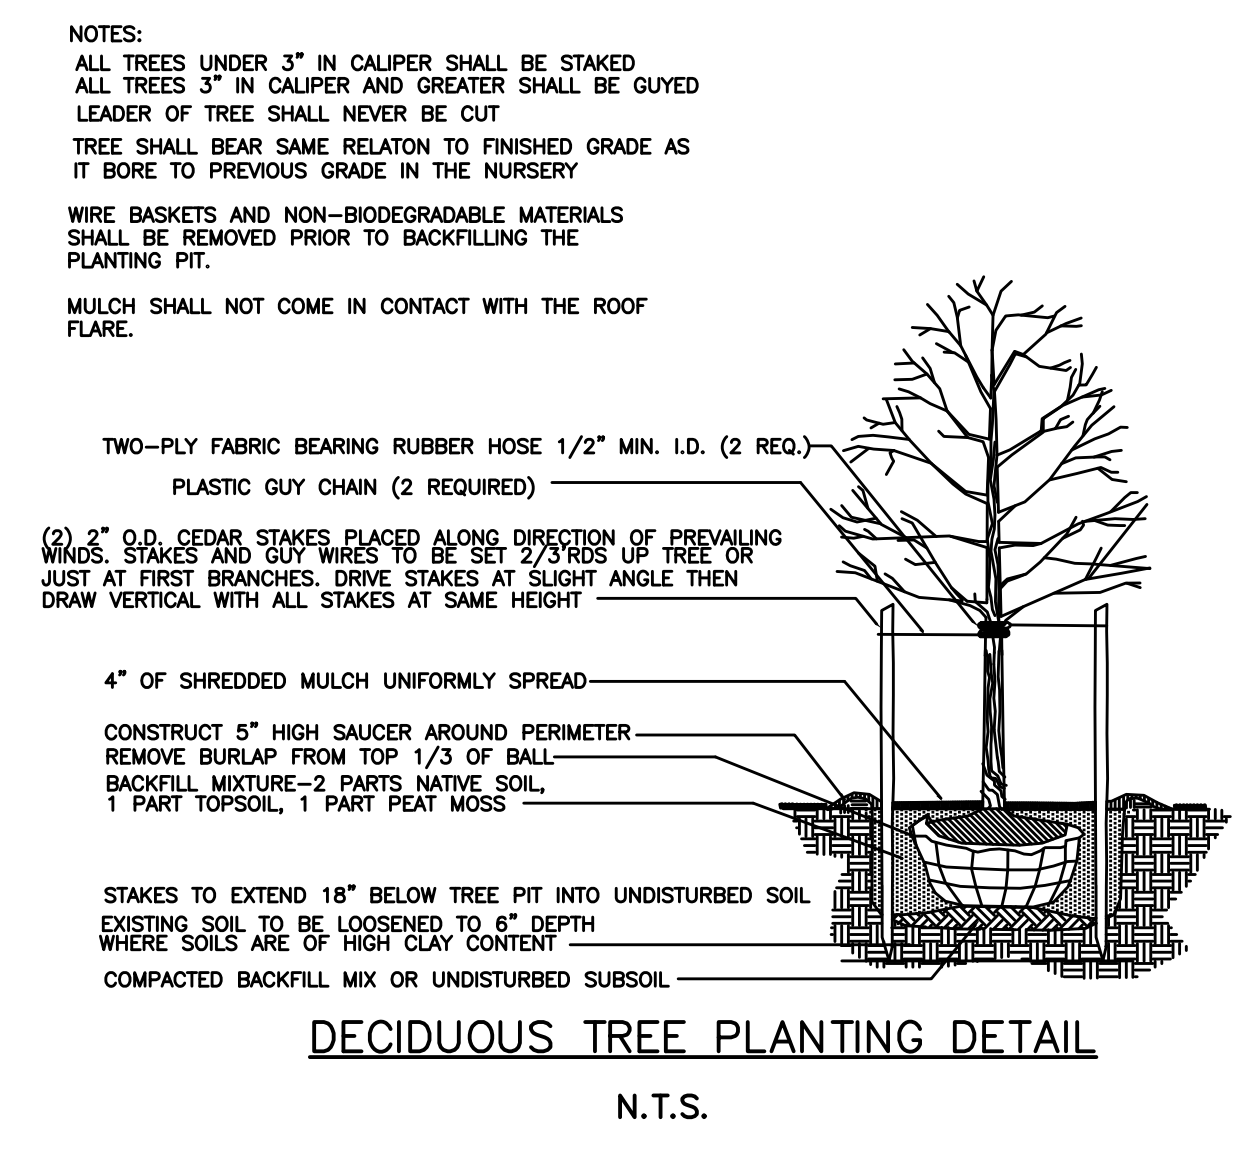 NOTES:
ALL TREES UNDER 3" IN CALIPER SHALL BE STAKED
ALL TREES 3" IN CALIPER AND GREATER SHALL BE GUYED
LEADER OF TREE SHALL NEVER BE CUT
TREE SHALL BEAR SAME RELATON TO FINISHED GRADE AS
IT BORE TO PREVIOUS GRADE IN THE NURSERY
WIRE BASKETS AND NON-BIODEGRADABLE MATERIALS
SHALL BE REMOVED PRIOR TO BACKFILLING THE
PLANTING PIT.
MULCH SHALL NOT COME IN CONTACT WITH THE ROOF
FLARE.
TWO-PLY FABRIC BEARING RUBBER HOSE 1/2" MIN. I.D. (2 REQ.)
PLASTIC GUY CHAIN (2 REQUIRED)
(2) 2" O.D. CEDAR STAKES PLACED ALONG DIRECTION OF PREVAILING
WINDS. STAKES AND GUY WIRES TO BE SET 2/3'RDS UP TREE OR
JUST AT FIRST BRANCHES. DRIVE STAKES AT SLIGHT ANGLE THEN
DRAW VERTICAL WITH ALL STAKES AT SAME HEIGHT
4" OF SHREDDED MULCH UNIFORMLY SPREAD
CONSTRUCT 5" HIGH SAUCER AROUND PERIMETER
REMOVE BURLAP FROM TOP 1/3 OF BALL
BACKFILL MIXTURE-2 PARTS NATIVE SOIL,
1 PART TOPSOIL, 1 PART PEAT MOSS
STAKES TO EXTEND 18" BELOW TREE PIT INTO UNDISTURBED SOIL
EXISTING SOIL TO BE LOOSENED TO 6" DEPTH
WHERE SOILS ARE OF HIGH CLAY CONTENT
COMPACTED BACKFILL MIX OR UNDISTURBED SUBSOIL
DECIDUOUS TREE PLANTING DETAIL
N.T.S.